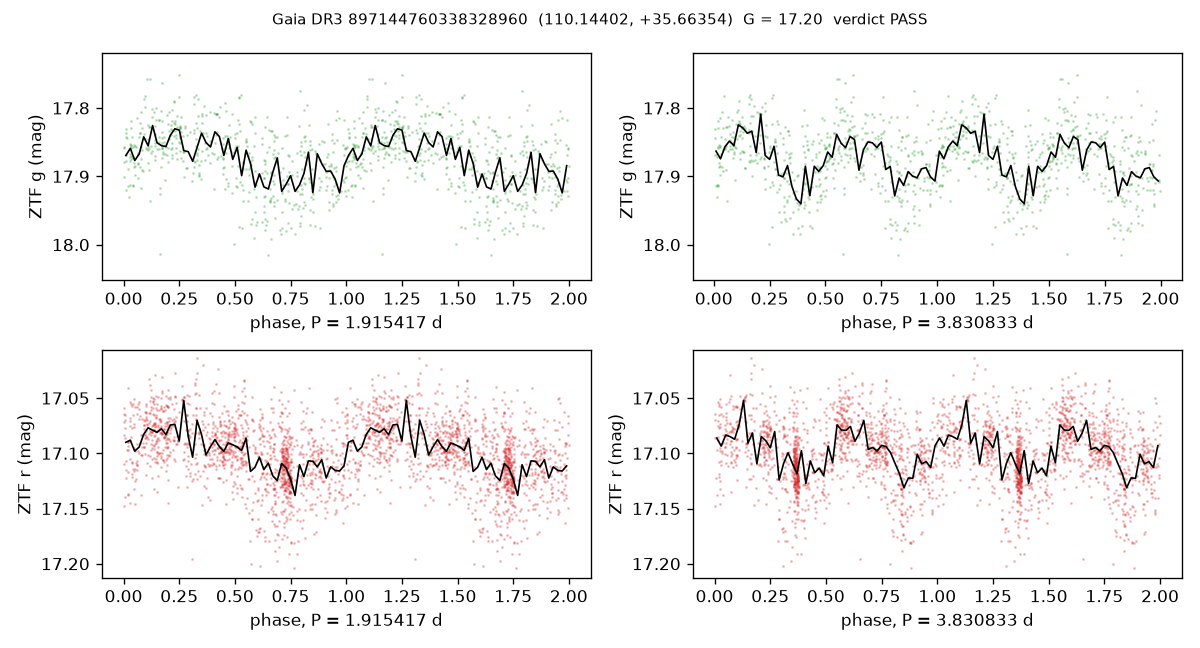 Gaia DR3 897144760338328960 (110.14402, +35.66354) G = 17.20 verdict PASS
ZTF g (mag)
17.8
17.9
18.0
0.00 0.25 0.50 0.75 1.00 1.25 1.50 1.75 2.00
phase, P = 1.915417 d
ZTF g (mag)
17.8
17.9
18.0
0.00 0.25 0.50 0.75 1.00 1.25 1.50 1.75 2.00
phase, P = 3.830833 d
ZTF r (mag)
17.05
17.10
17.15
17.20
0.00 0.25 0.50 0.75 1.00 1.25 1.50 1.75 2.00
phase, P = 1.915417 d
ZTF r (mag)
17.05
17.10
17.15
17.20
0.00 0.25 0.50 0.75 1.00 1.25 1.50 1.75 2.00
phase, P = 3.830833 d